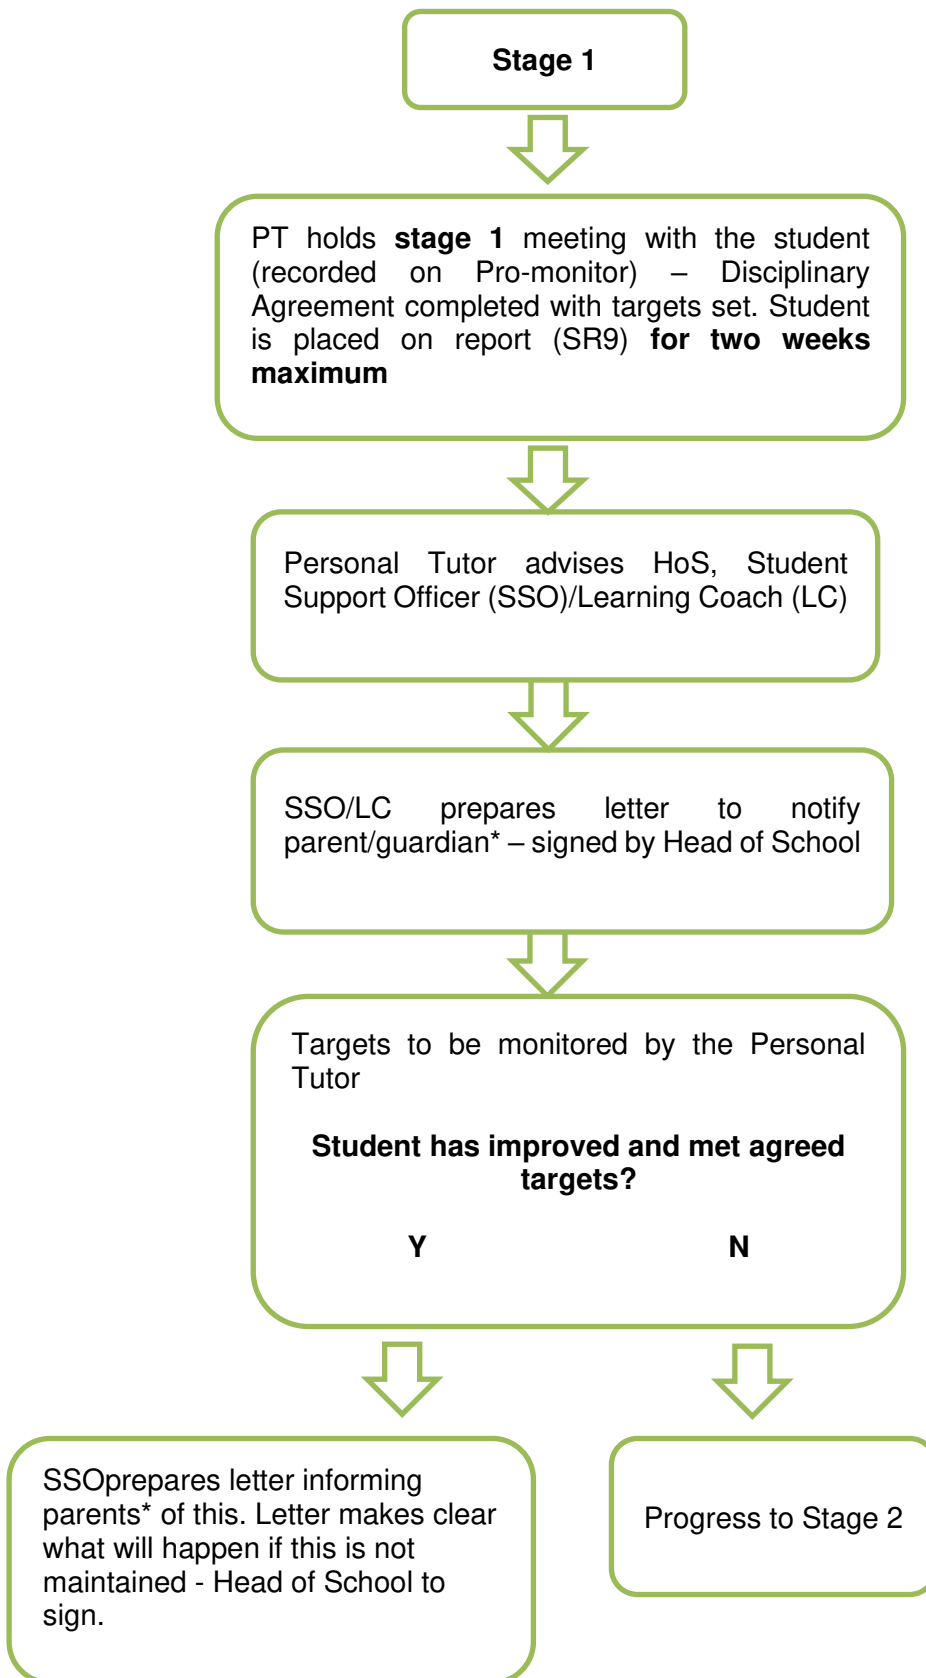 Stage 1
PT holds stage 1 meeting with the student
(recorded on Pro-monitor) – Disciplinary
Agreement completed with targets set. Student
is placed on report (SR9) for two weeks
maximum
Personal Tutor advises HoS, Student
Support Officer (SSO)/Learning Coach (LC)
SSO/LC prepares letter to notify
parent/guardian* – signed by Head of School
Targets to be monitored by the Personal
Tutor
Student has improved and met agreed
targets?
Y N
SSOprepares letter informing
parents* of this. Letter makes clear
what will happen if this is not
maintained - Head of School to
sign.
Progress to Stage 2